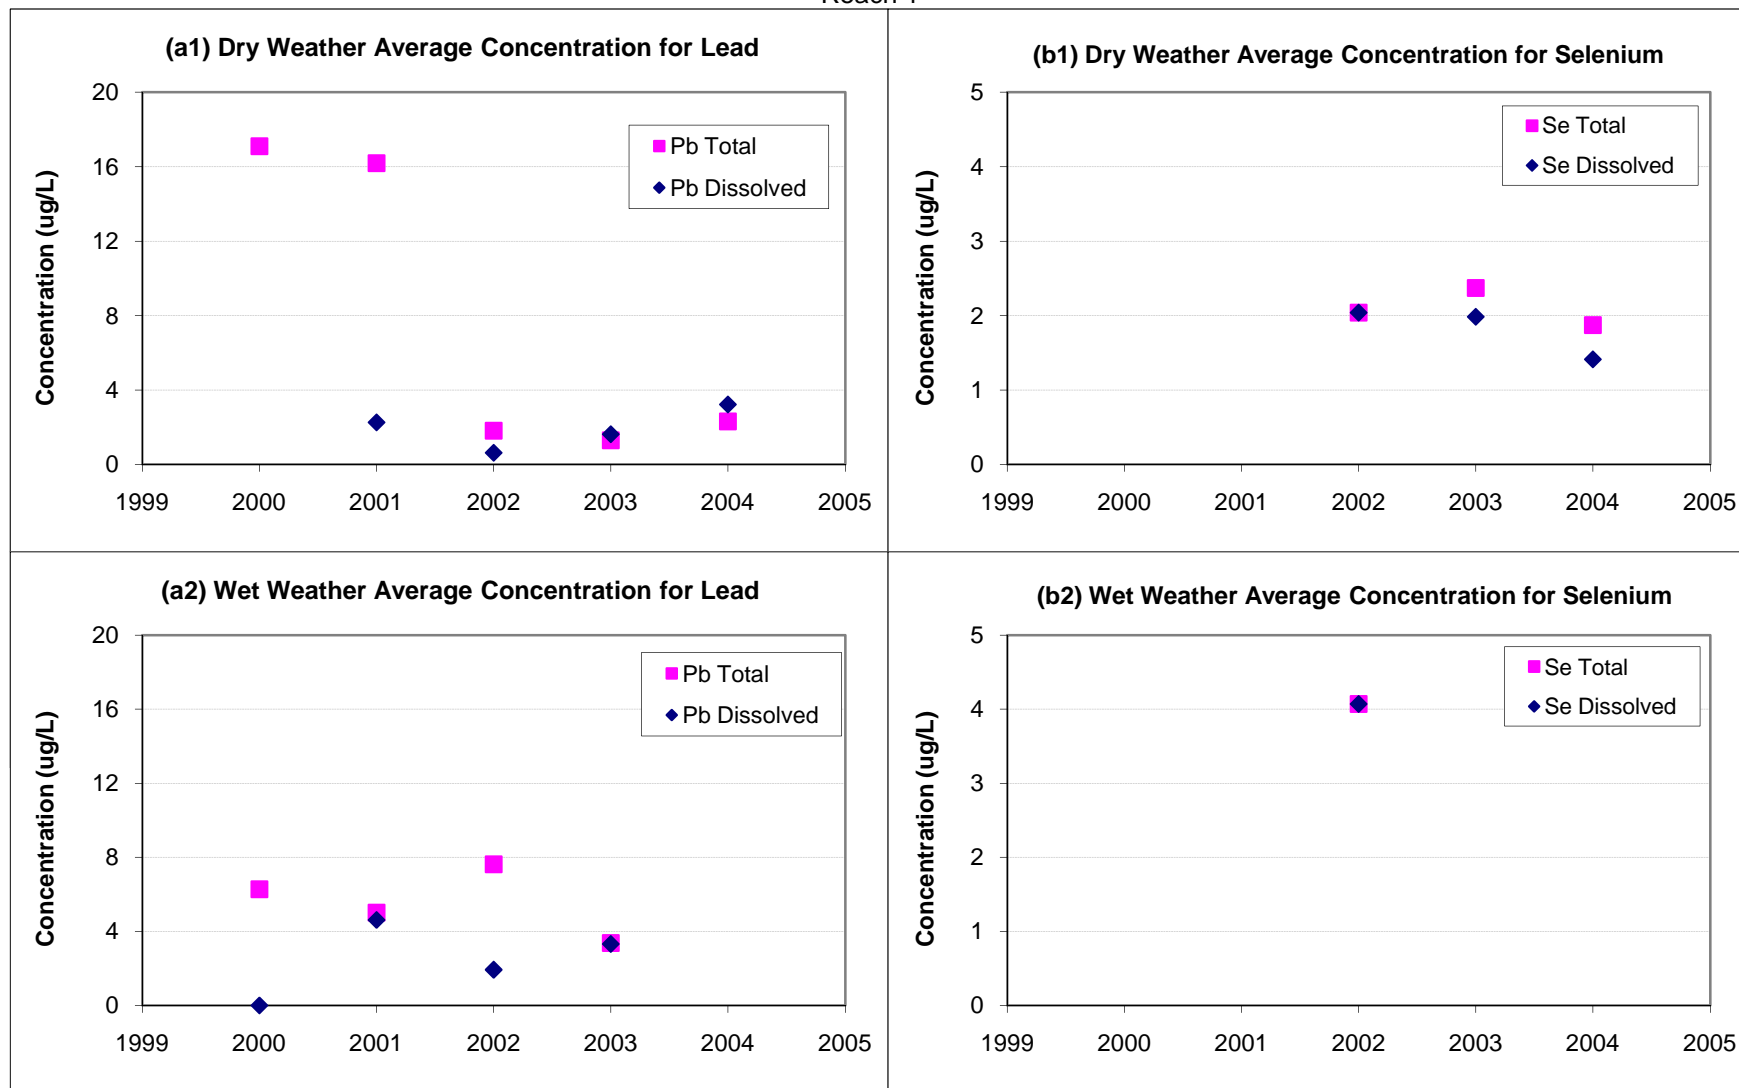 (a1) Dry Weather Average Concentration for Lead
20
16
12
8
4
0
Concentration (ug/L)
Pb Total
Pb Dissolved
1999 2000 2001 2002 2003 2004 2005
(b1) Dry Weather Average Concentration for Selenium
5
4
3
2
1
0
Concentration (ug/L)
Se Total
Se Dissolved
1999 2000 2001 2002 2003 2004 2005
(a2) Wet Weather Average Concentration for Lead
20
16
12
8
4
0
Concentration (ug/L)
Pb Total
Pb Dissolved
1999 2000 2001 2002 2003 2004 2005
(b2) Wet Weather Average Concentration for Selenium
5
4
3
2
1
0
Concentration (ug/L)
Se Total
Se Dissolved
1999 2000 2001 2002 2003 2004 2005